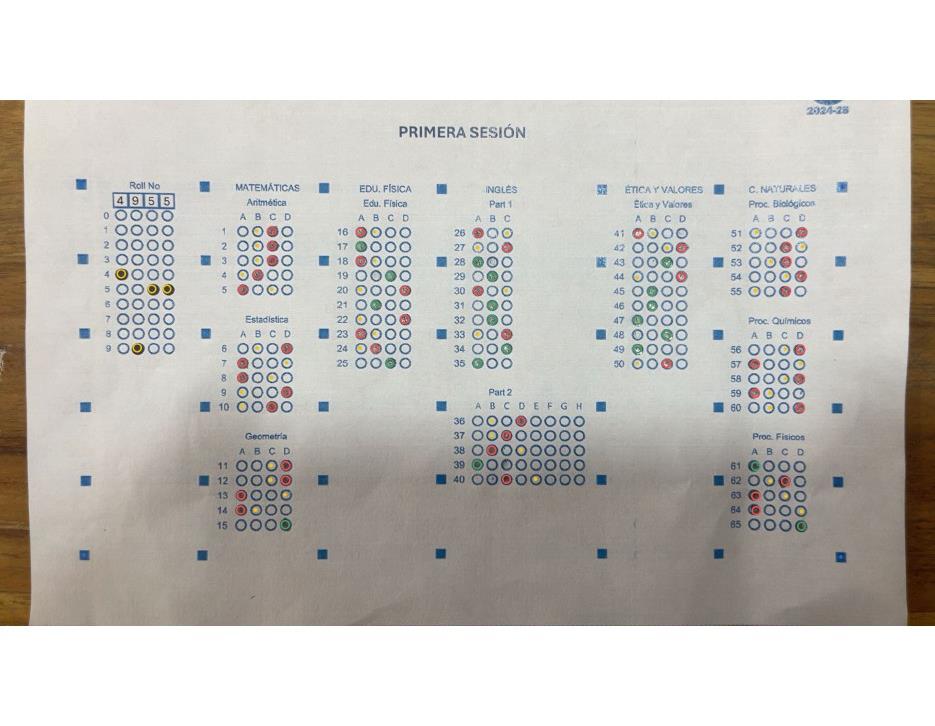 2024-25
PRIMERA SESIÓN
Roll No
4 9 5 5
0
1
2
3
4
5
6
7
8
9
MATEMÁTICAS
Aritmética
A B C D
1
2
3
4
5
Estadística
A B C D
6
7
8
9
10
Geometría
A B C D
11
12
13
14
15
EDU. FÍSICA
Edu. Física
A B C D
16
17
18
19
20
21
22
23
24
25
INGLÉS
Part 1
A B C
26
27
28
29
30
31
32
33
34
35
Part 2
A B C D E F G H
36
37
38
39
40
ÉTICA Y VALORES
Ética y Valores
A B C D
41
42
43
44
45
46
47
48
49
50
C. NATURALES
Proc. Biológicos
A B C D
51
52
53
54
55
Proc. Químicos
A B C D
56
57
58
59
60
Proc. Físicos
A B C D
61
62
63
64
65